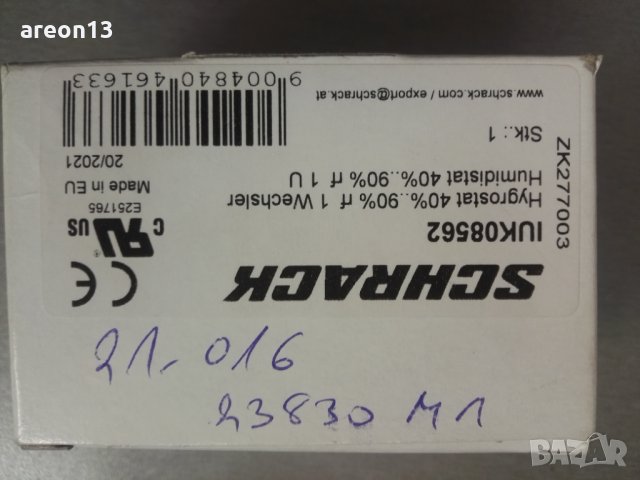 areon13
SCHRACK
IUK08562
Hygrostat 40%..90% rf 1 Wechsler
Humidistat 40%..90% rf 1 U
Stk.: 1
www.schrack.com / export@schrack.at
ZK277003
CE
c RU US
E251765
Made in EU
20/2021
9 004840 461633
21-016
23830 M1
BAZAR